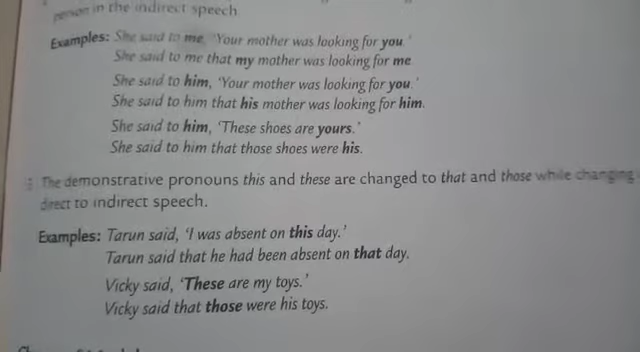 person in the indirect speech
Examples: She said to me, 'Your mother was looking for you.'
She said to me that my mother was looking for me.
She said to him, 'Your mother was looking for you.'
She said to him that his mother was looking for him.
She said to him, 'These shoes are yours.'
She said to him that those shoes were his.
The demonstrative pronouns this and these are changed to that and those while changing
direct to indirect speech.
Examples: Tarun said, 'I was absent on this day.'
Tarun said that he had been absent on that day.
Vicky said, 'These are my toys.'
Vicky said that those were his toys.